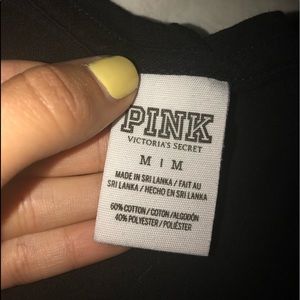 PINK
VICTORIA'S SECRET
M | M
MADE IN SRI LANKA / FAIT AU
SRI LANKA / HECHO EN SRI LANKA
60% COTTON / COTON / ALGODÓN
40% POLYESTER / POLIÉSTER